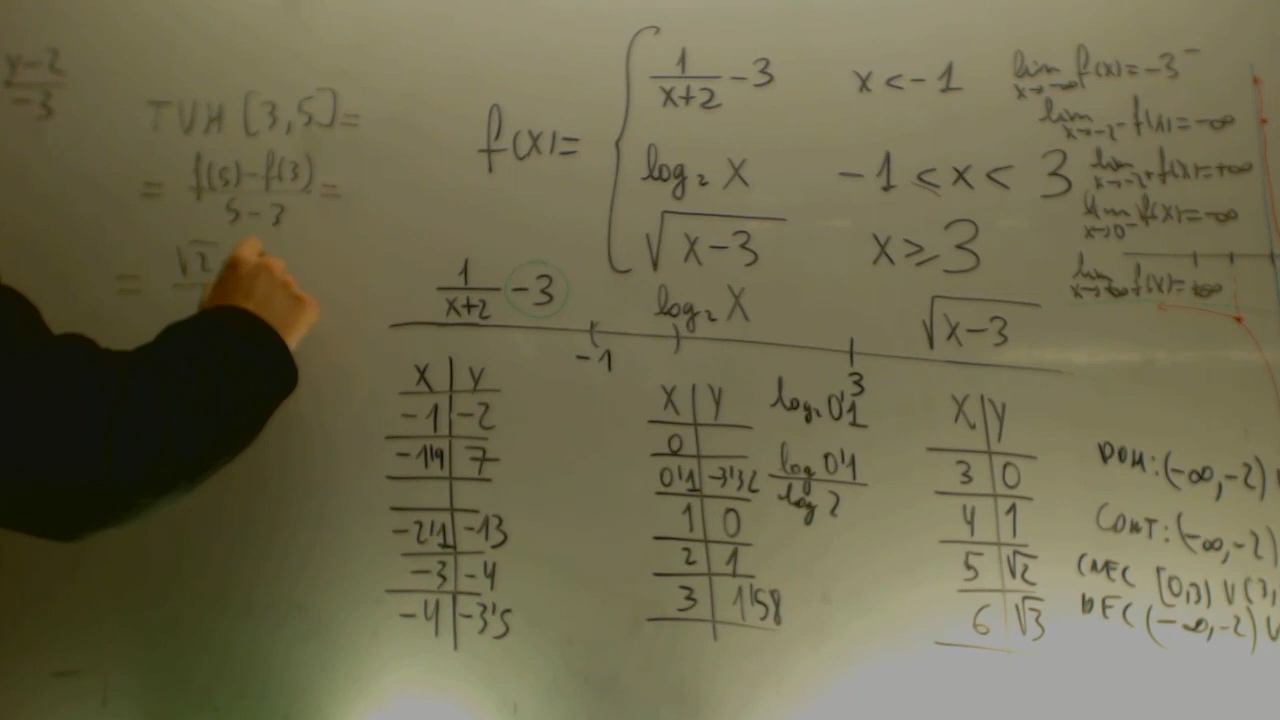 y-2
-3
TVM [3,5]=
= f(5)-f(3) =
5-3
= √2
f(x)=
1/(x+2) -3 x<-1
log₂ x -1<x<3
√(x-3) x≥3
lim x→-∞ f(x)=-3⁻
lim x→-2⁻ f(x)=-∞
lim x→-2⁺ f(x)=+∞
lim x→0⁻ f(x)=-∞
lim x→+∞ f(x)=+∞
1/(x+2) -3 log₂ x √(x-3)
-1 3
x y
-1 -2
-1'9 7
-2'1 -13
-3 -4
-4 -3'5
x y
0
0'1 -3'32
1 0
2 1
3 1'58
log₂ 0'1
log 0'1
log 2
x y
3 0
4 1
5 √2
6 √3
DOM: (-∞,-2) U
CONT: (-∞,-2)
CREC [0,3) U (3,
DEC (-∞,-2) U